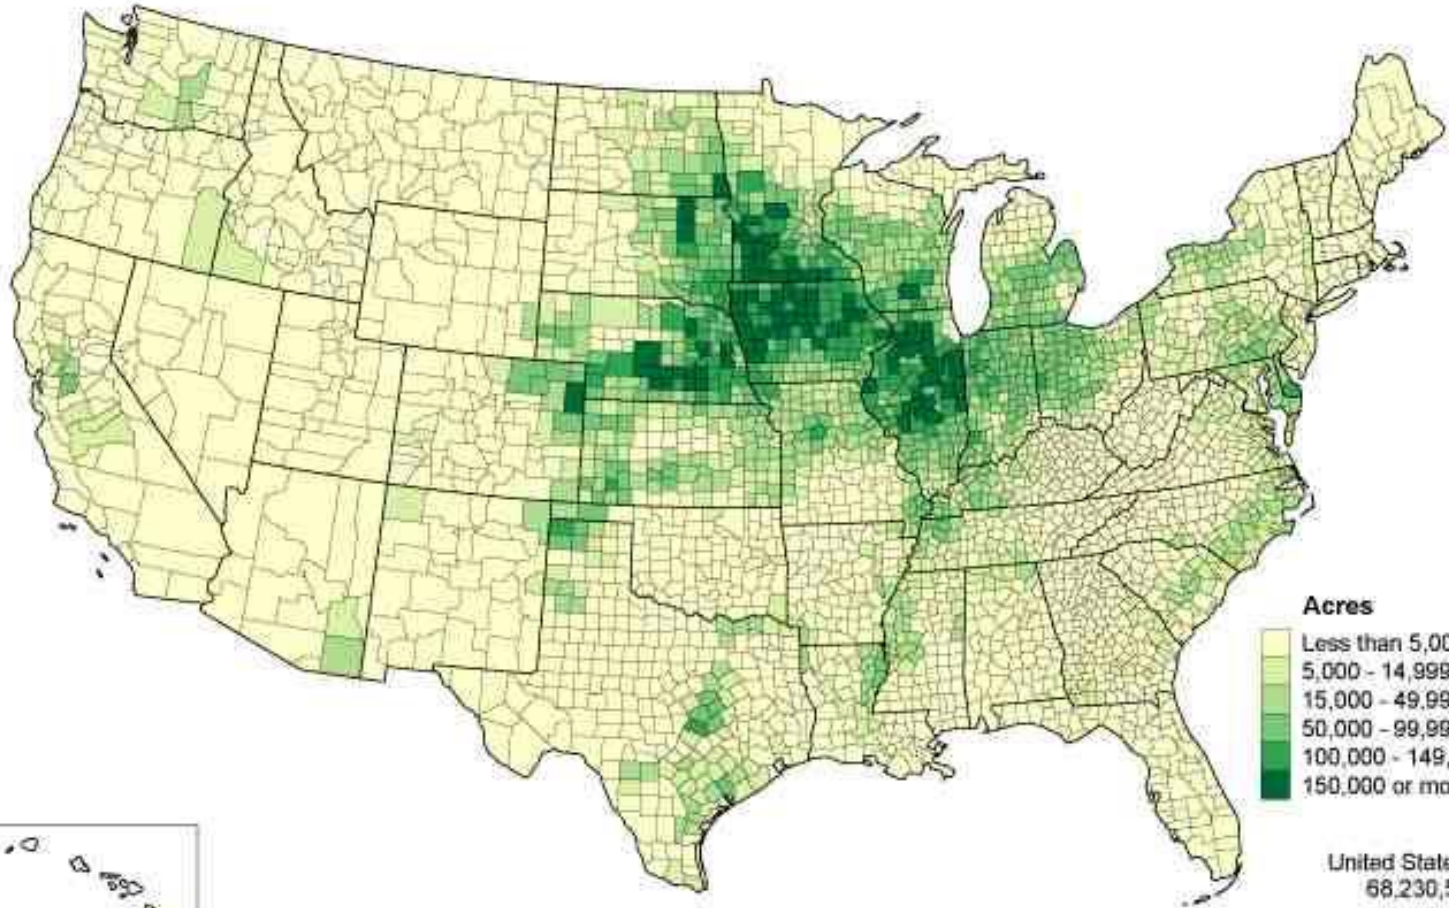 Acres
Less than 5,00
5,000 - 14,999
15,000 - 49,99
50,000 - 99,99
100,000 - 149,
150,000 or mo
United State
68,230,5